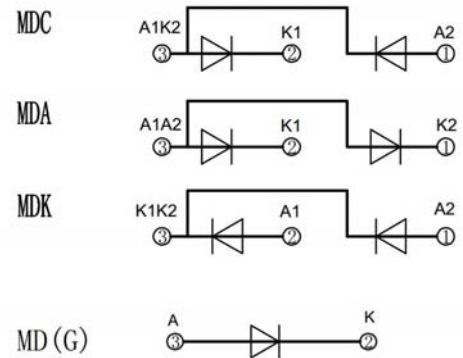 MDC A1K2 K1 A2
③ ② ①
MDA A1A2 K1 K2
③ ② ①
MDK K1K2 A1 A2
③ ② ①
MD(G) A K
③ ②